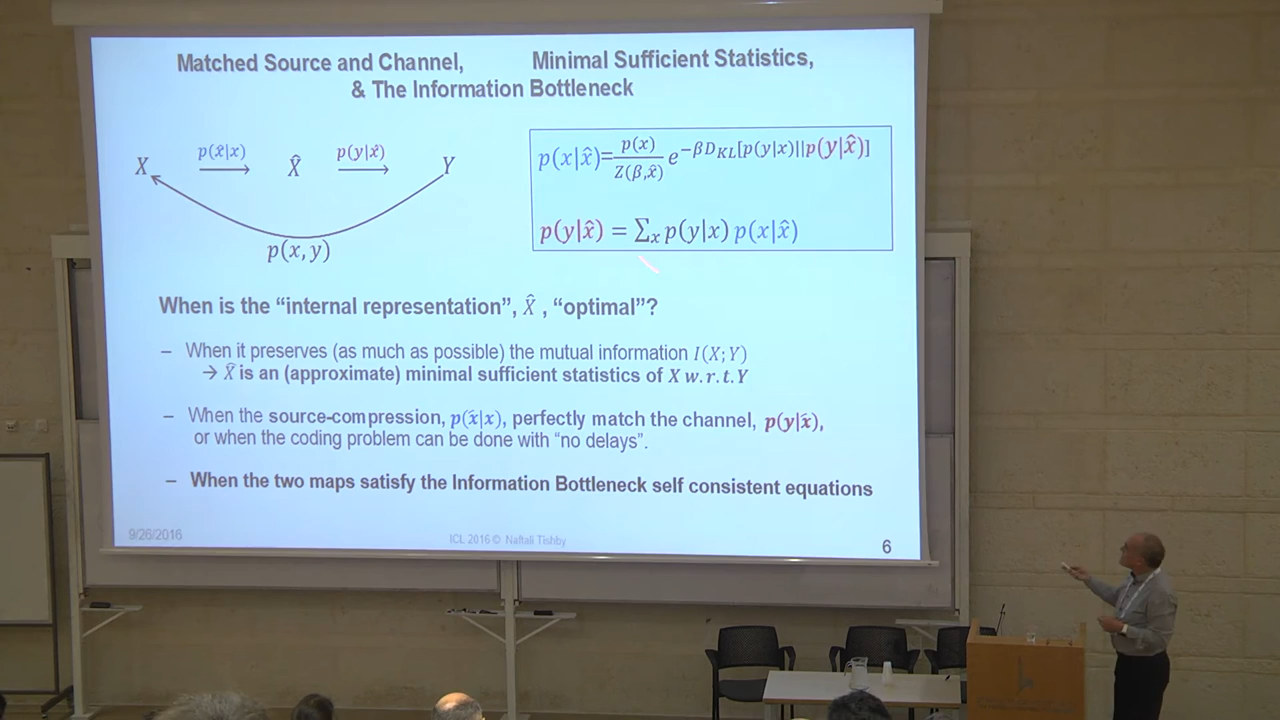 Matched Source and Channel, Minimal Sufficient Statistics,
& The Information Bottleneck
X p(x̂|x) X̂ p(y|x̂) Y
p(x,y)
p(x|x̂)=p(x)/Z(β,x̂) e^−βD_KL[p(y|x)||p(y|x̂)]
p(y|x̂) = ∑ₓ p(y|x) p(x|x̂)
When is the “internal representation”, X̂ , “optimal”?
– When it preserves (as much as possible) the mutual information I(X;Y)
→ X̂ is an (approximate) minimal sufficient statistics of X w.r.t.Y
– When the source-compression, p(x̂|x), perfectly match the channel, p(y|x̂),
or when the coding problem can be done with “no delays”.
– When the two maps satisfy the Information Bottleneck self consistent equations
9/26/2016 ICL 2016 © Naftali Tishby 6